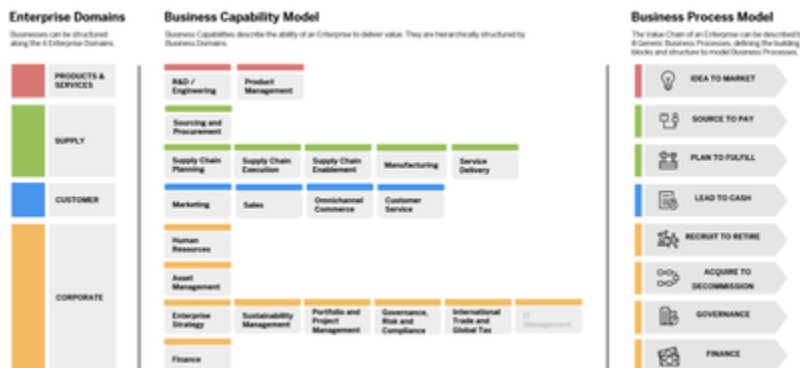 Enterprise Domains
Businesses can be structured
along the 4 Enterprise Domains.
PRODUCTS &
SERVICES
SUPPLY
CUSTOMER
CORPORATE
Business Capability Model
Business Capabilities describe the ability of an Enterprise to deliver value. They are hierarchically structured by
Business Domains.
R&D /
Engineering
Product
Management
Sourcing and
Procurement
Supply Chain
Planning
Supply Chain
Execution
Supply Chain
Enablement
Manufacturing
Service
Delivery
Marketing
Sales
Omnichannel
Commerce
Customer
Service
Human
Resources
Asset
Management
Enterprise
Strategy
Sustainability
Management
Portfolio and
Project
Management
Governance,
Risk and
Compliance
International
Trade and
Global Tax
IT
Management
Finance
Business Process Model
The Value Chain of an Enterprise can be described b
8 Generic Business Processes, defining the building
blocks and structure to model Business Processes.
IDEA TO MARKET
SOURCE TO PAY
PLAN TO FULFILL
LEAD TO CASH
RECRUIT TO RETIRE
ACQUIRE TO
DECOMMISSION
GOVERNANCE
FINANCE